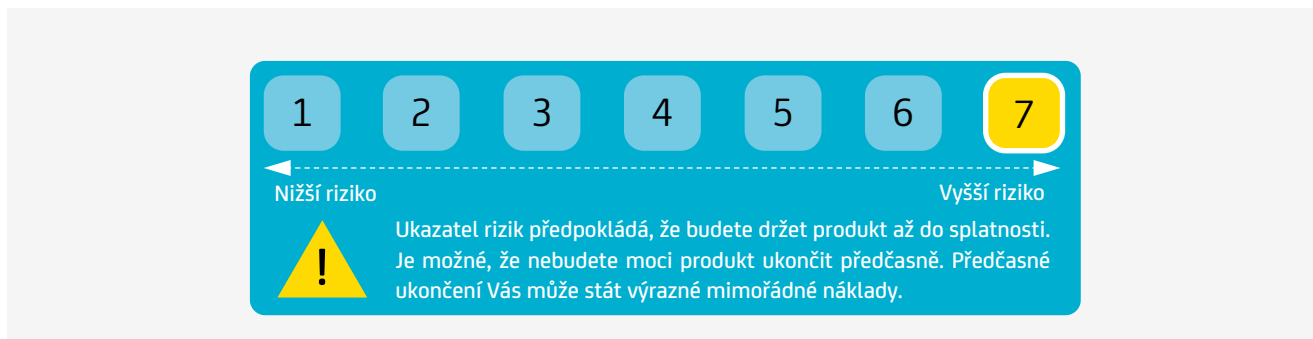 1 2 3 4 5 6 7
Nižší riziko Vyšší riziko
Ukazatel rizik předpokládá, že budete držet produkt až do splatnosti.
! Je možné, že nebudete moci produkt ukončit předčasně. Předčasné
ukončení Vás může stát výrazné mimořádné náklady.